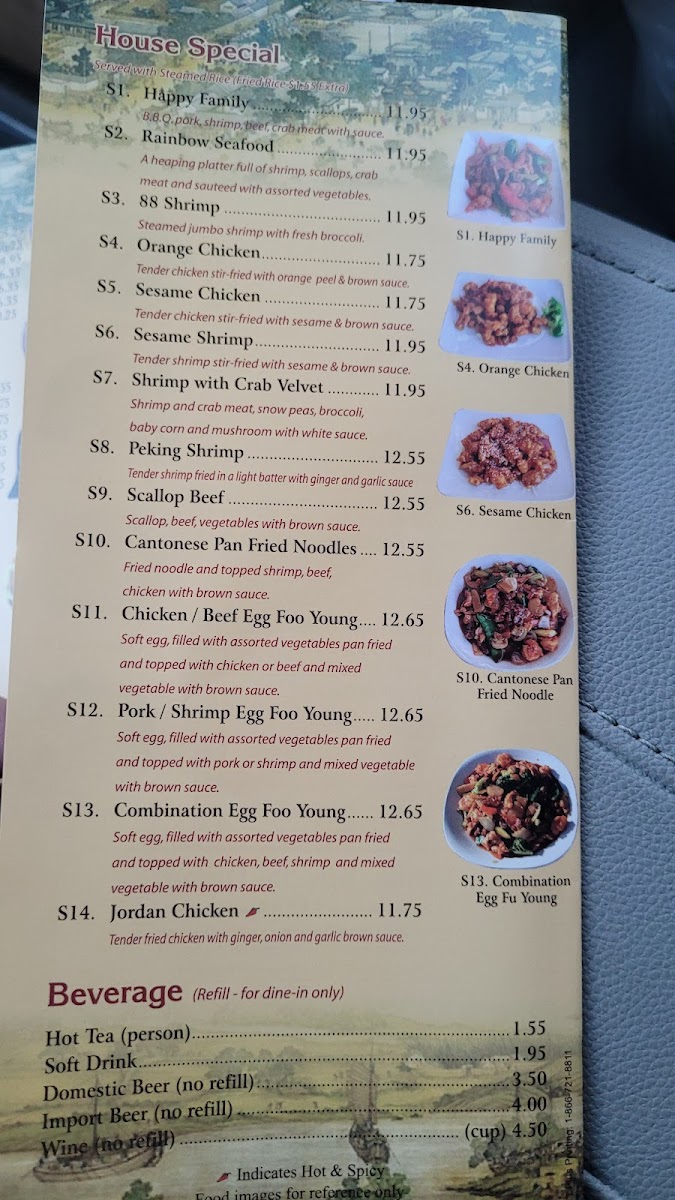 House Special
Served with Steamed Rice (Fried Rice $1.55 Extra)
S1. Happy Family 11.95
B.B.Q. pork, shrimp, beef, crab meat with sauce.
S2. Rainbow Seafood 11.95
A heaping platter full of shrimp, scallops, crab
meat and sauteed with assorted vegetables.
S3. 88 Shrimp 11.95
Steamed jumbo shrimp with fresh broccoli.
S4. Orange Chicken 11.75
Tender chicken stir-fried with orange peel & brown sauce.
S5. Sesame Chicken 11.75
Tender chicken stir-fried with sesame & brown sauce.
S6. Sesame Shrimp 11.95
Tender shrimp stir-fried with sesame & brown sauce.
S7. Shrimp with Crab Velvet 11.95
Shrimp and crab meat, snow peas, broccoli,
baby corn and mushroom with white sauce.
S8. Peking Shrimp 12.55
Tender shrimp fried in a light batter with ginger and garlic sauce
S9. Scallop Beef 12.55
Scallop, beef, vegetables with brown sauce.
S10. Cantonese Pan Fried Noodles 12.55
Fried noodle and topped shrimp, beef,
chicken with brown sauce.
S11. Chicken / Beef Egg Foo Young 12.65
Soft egg, filled with assorted vegetables pan fried
and topped with chicken or beef and mixed
vegetable with brown sauce.
S12. Pork / Shrimp Egg Foo Young 12.65
Soft egg, filled with assorted vegetables pan fried
and topped with pork or shrimp and mixed vegetable
with brown sauce.
S13. Combination Egg Foo Young 12.65
Soft egg, filled with assorted vegetables pan fried
and topped with chicken, beef, shrimp and mixed
vegetable with brown sauce.
S14. Jordan Chicken 11.75
Tender fried chicken with ginger, onion and garlic brown sauce.
S1. Happy Family
S4. Orange Chicken
S6. Sesame Chicken
S10. Cantonese Pan
Fried Noodle
S13. Combination
Egg Fu Young
Beverage (Refill - for dine-in only)
Hot Tea (person) 1.55
Soft Drink 1.95
Domestic Beer (no refill) 3.50
Import Beer (no refill) 4.00
Wine (no refill) (cup) 4.50
Indicates Hot & Spicy
Food images for reference only
Printing: 1-866-721-8811